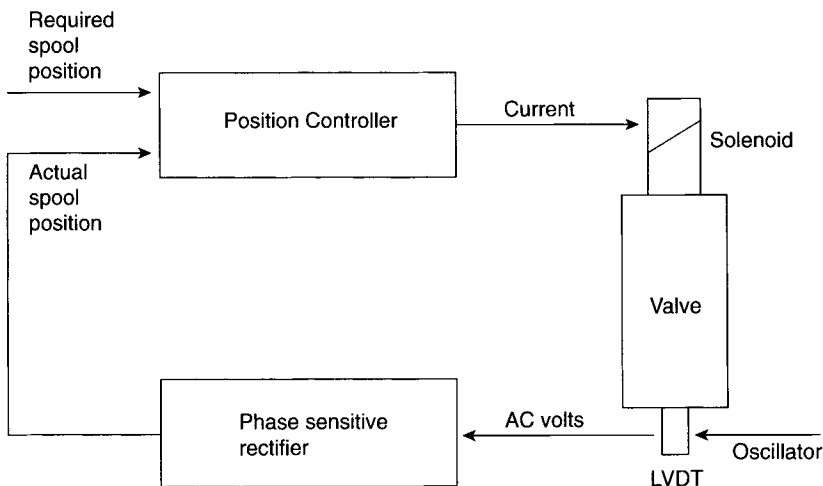 Required
spool
position
Position Controller
Current
Solenoid
Actual
spool
position
Valve
Phase sensitive
rectifier
AC volts
Oscillator
LVDT